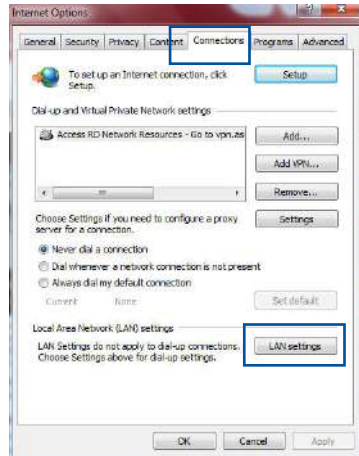 Internet Options
General Security Privacy Content Connections Programs Advanced
To set up an Internet connection, click Setup.
Setup
Dial-up and Virtual Private Network settings
Access RD Network Resources - Go to vpn.as
Add...
Add VPN...
Remove...
Choose Settings if you need to configure a proxy
server for a connection.
Settings
Never dial a connection
Dial whenever a network connection is not present
Always dial my default connection
Current None
Set default
Local Area Network (LAN) settings
LAN Settings do not apply to dial-up connections.
Choose Settings above for dial-up settings.
LAN settings
OK Cancel Apply